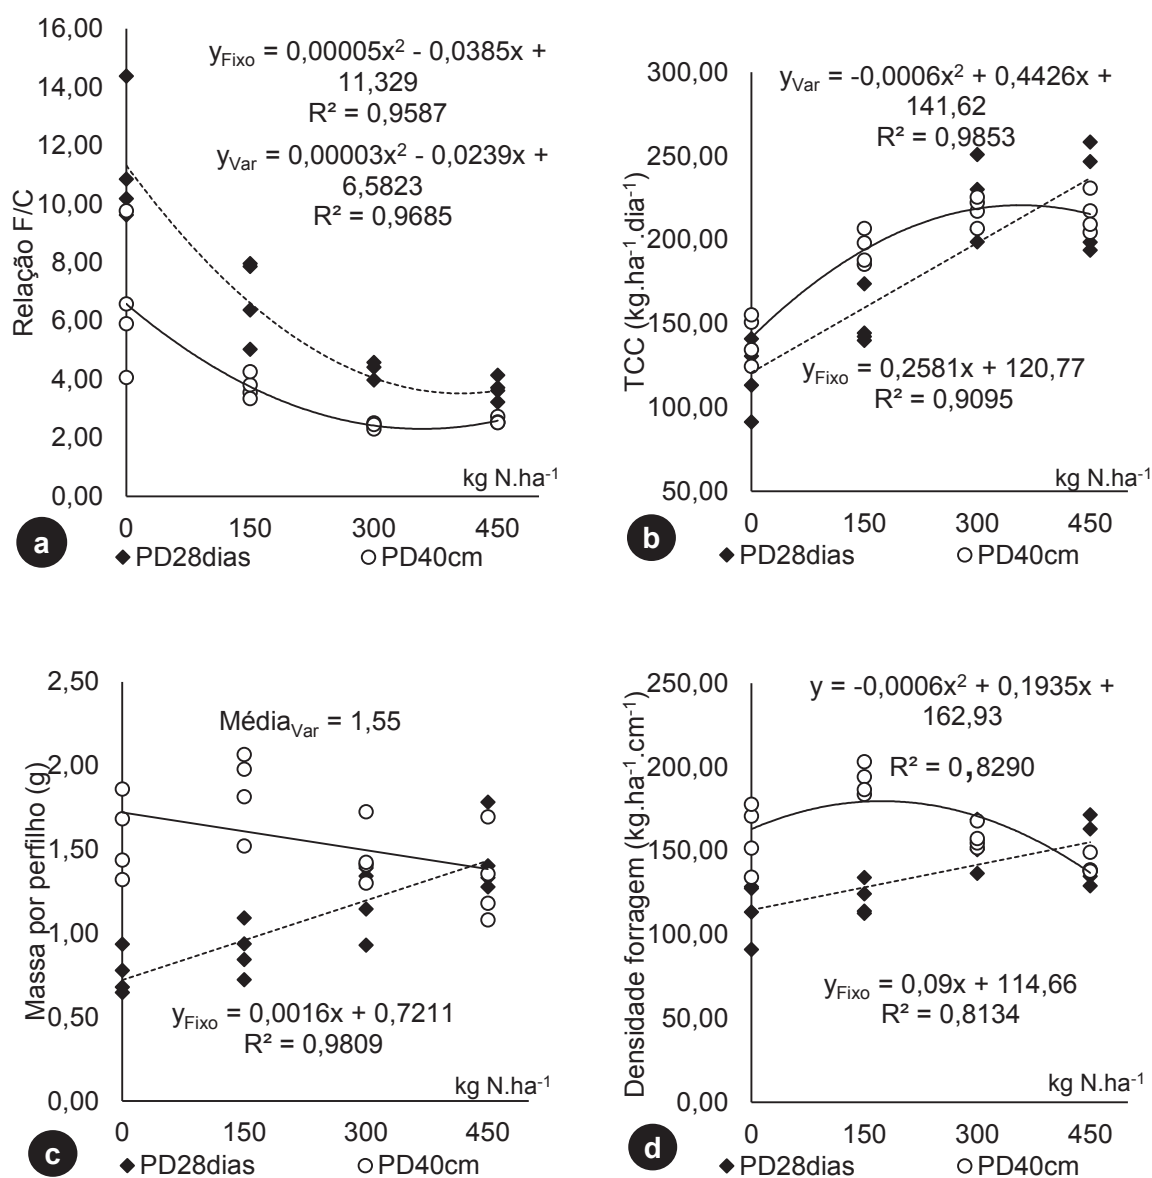 16,00
14,00
12,00
10,00
8,00
6,00
4,00
2,00
0,00
Relação F/C
y_Fixo = 0,00005x² - 0,0385x +
11,329
R² = 0,9587
y_Var = 0,00003x² - 0,0239x +
6,5823
R² = 0,9685
kg N.ha⁻¹
0 150 300 450
a
◆PD28dias ○PD40cm
300,00
250,00
200,00
150,00
100,00
50,00
TCC (kg.ha⁻¹.dia⁻¹)
y_Var = -0,0006x² + 0,4426x +
141,62
R² = 0,9853
y_Fixo = 0,2581x + 120,77
R² = 0,9095
kg N.ha⁻¹
0 150 300 450
b
◆PD28dias ○PD40cm
2,50
2,00
1,50
1,00
0,50
0,00
Massa por perfilho (g)
Média_Var = 1,55
y_Fixo = 0,0016x + 0,7211
R² = 0,9809
kg N.ha⁻¹
0 150 300 450
c
◆PD28dias ○PD40cm
250,00
200,00
150,00
100,00
50,00
0,00
Densidade forragem (kg.ha⁻¹.cm⁻¹)
y = -0,0006x² + 0,1935x +
162,93
R² = 0,8290
y_Fixo = 0,09x + 114,66
R² = 0,8134
kg N.ha⁻¹
0 150 300 450
d
◆PD28dias ○PD40cm